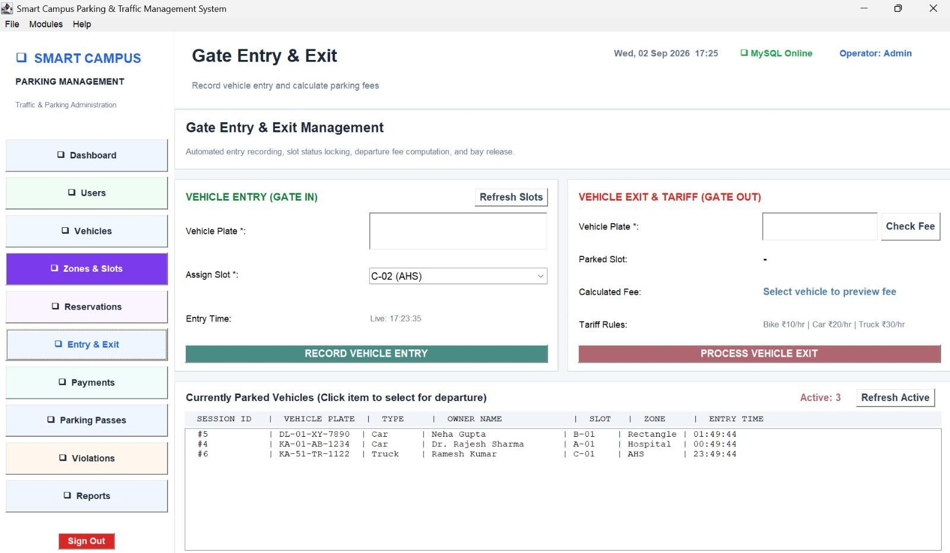 Smart Campus Parking & Traffic Management System
File Modules Help
SMART CAMPUS
PARKING MANAGEMENT
Traffic & Parking Administration
Dashboard
Users
Vehicles
Zones & Slots
Reservations
Entry & Exit
Payments
Parking Passes
Violations
Reports
Sign Out
Gate Entry & Exit
Wed, 02 Sep 2026 17:25
MySQL Online
Operator: Admin
Record vehicle entry and calculate parking fees
Gate Entry & Exit Management
Automated entry recording, slot status locking, departure fee computation, and bay release.
VEHICLE ENTRY (GATE IN)
Refresh Slots
Vehicle Plate *:
Assign Slot *:
C-02 (AHS)
Entry Time:
Live: 17:23:35
RECORD VEHICLE ENTRY
VEHICLE EXIT & TARIFF (GATE OUT)
Vehicle Plate *:
Check Fee
Parked Slot:
-
Calculated Fee:
Select vehicle to preview fee
Tariff Rules:
Bike ₹10/hr | Car ₹20/hr | Truck ₹30/hr
PROCESS VEHICLE EXIT
Currently Parked Vehicles (Click item to select for departure)
Active: 3
Refresh Active
SESSION ID | VEHICLE PLATE | TYPE | OWNER NAME | SLOT | ZONE | ENTRY TIME
#5 | DL-01-XY-7890 | Car | Neha Gupta | B-01 | Rectangle | 01:49:44
#4 | KA-01-AB-1234 | Car | Dr. Rajesh Sharma | A-01 | Hospital | 00:49:44
#6 | KA-51-TR-1122 | Truck | Ramesh Kumar | C-01 | AHS | 23:49:44